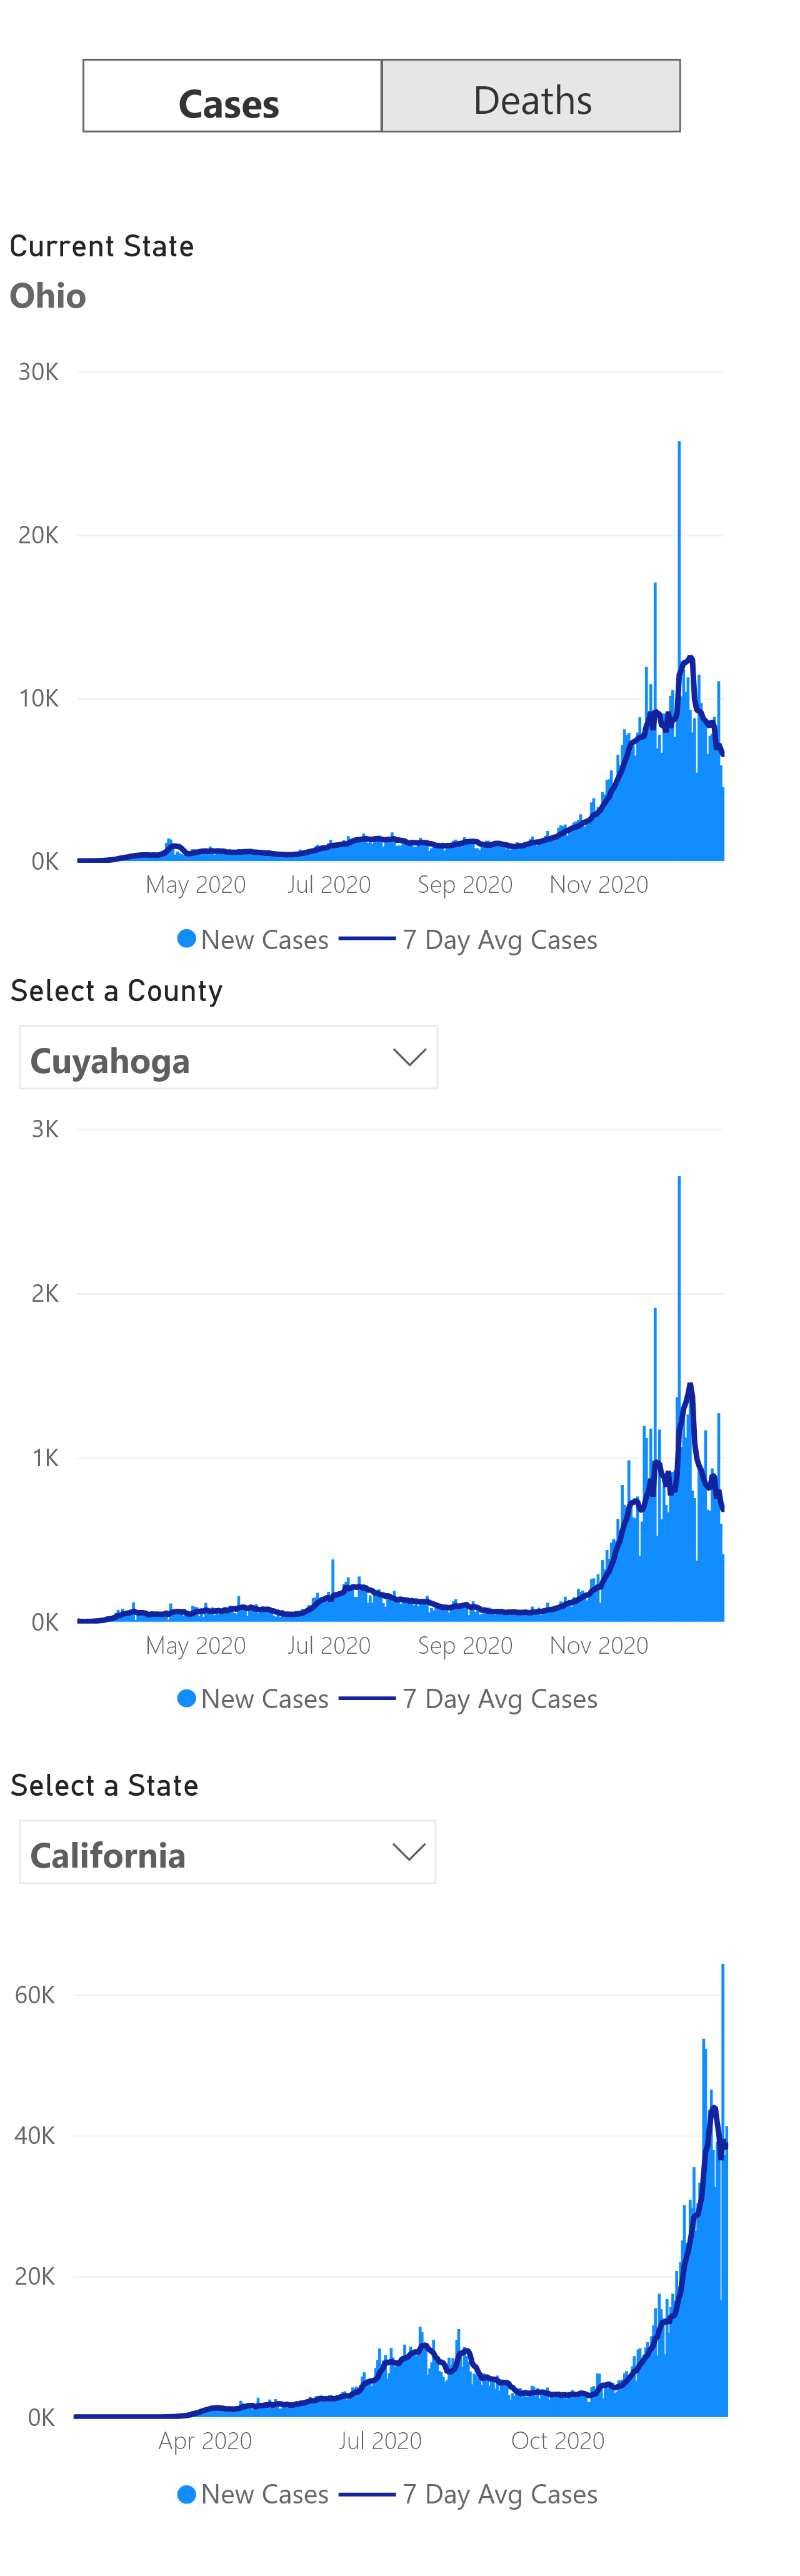 Cases Deaths
Current State
Ohio
30K
20K
10K
0K
May 2020 Jul 2020 Sep 2020 Nov 2020
New Cases 7 Day Avg Cases
Select a County
Cuyahoga
3K
2K
1K
0K
May 2020 Jul 2020 Sep 2020 Nov 2020
New Cases 7 Day Avg Cases
Select a State
California
60K
40K
20K
0K
Apr 2020 Jul 2020 Oct 2020
New Cases 7 Day Avg Cases